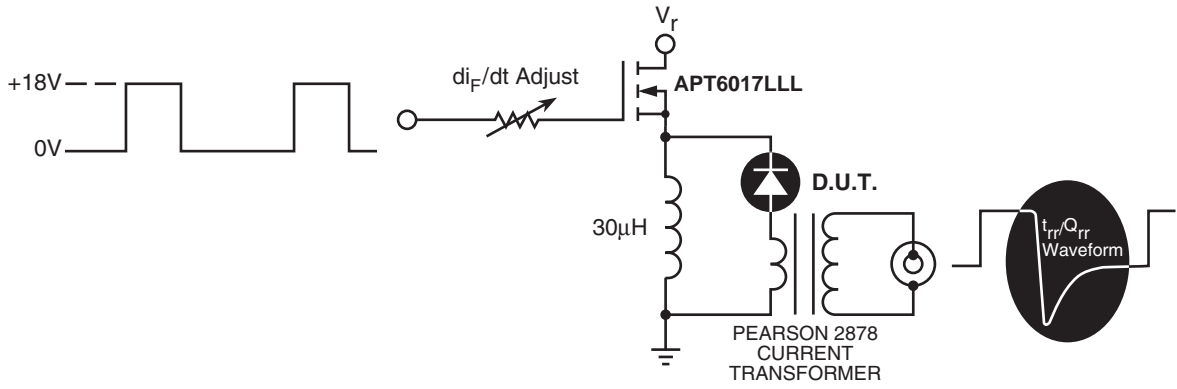 V_r
+18V
di_F/dt Adjust
APT6017LLL
0V
D.U.T.
30μH
t_rr/Q_rr
Waveform
PEARSON 2878
CURRENT
TRANSFORMER